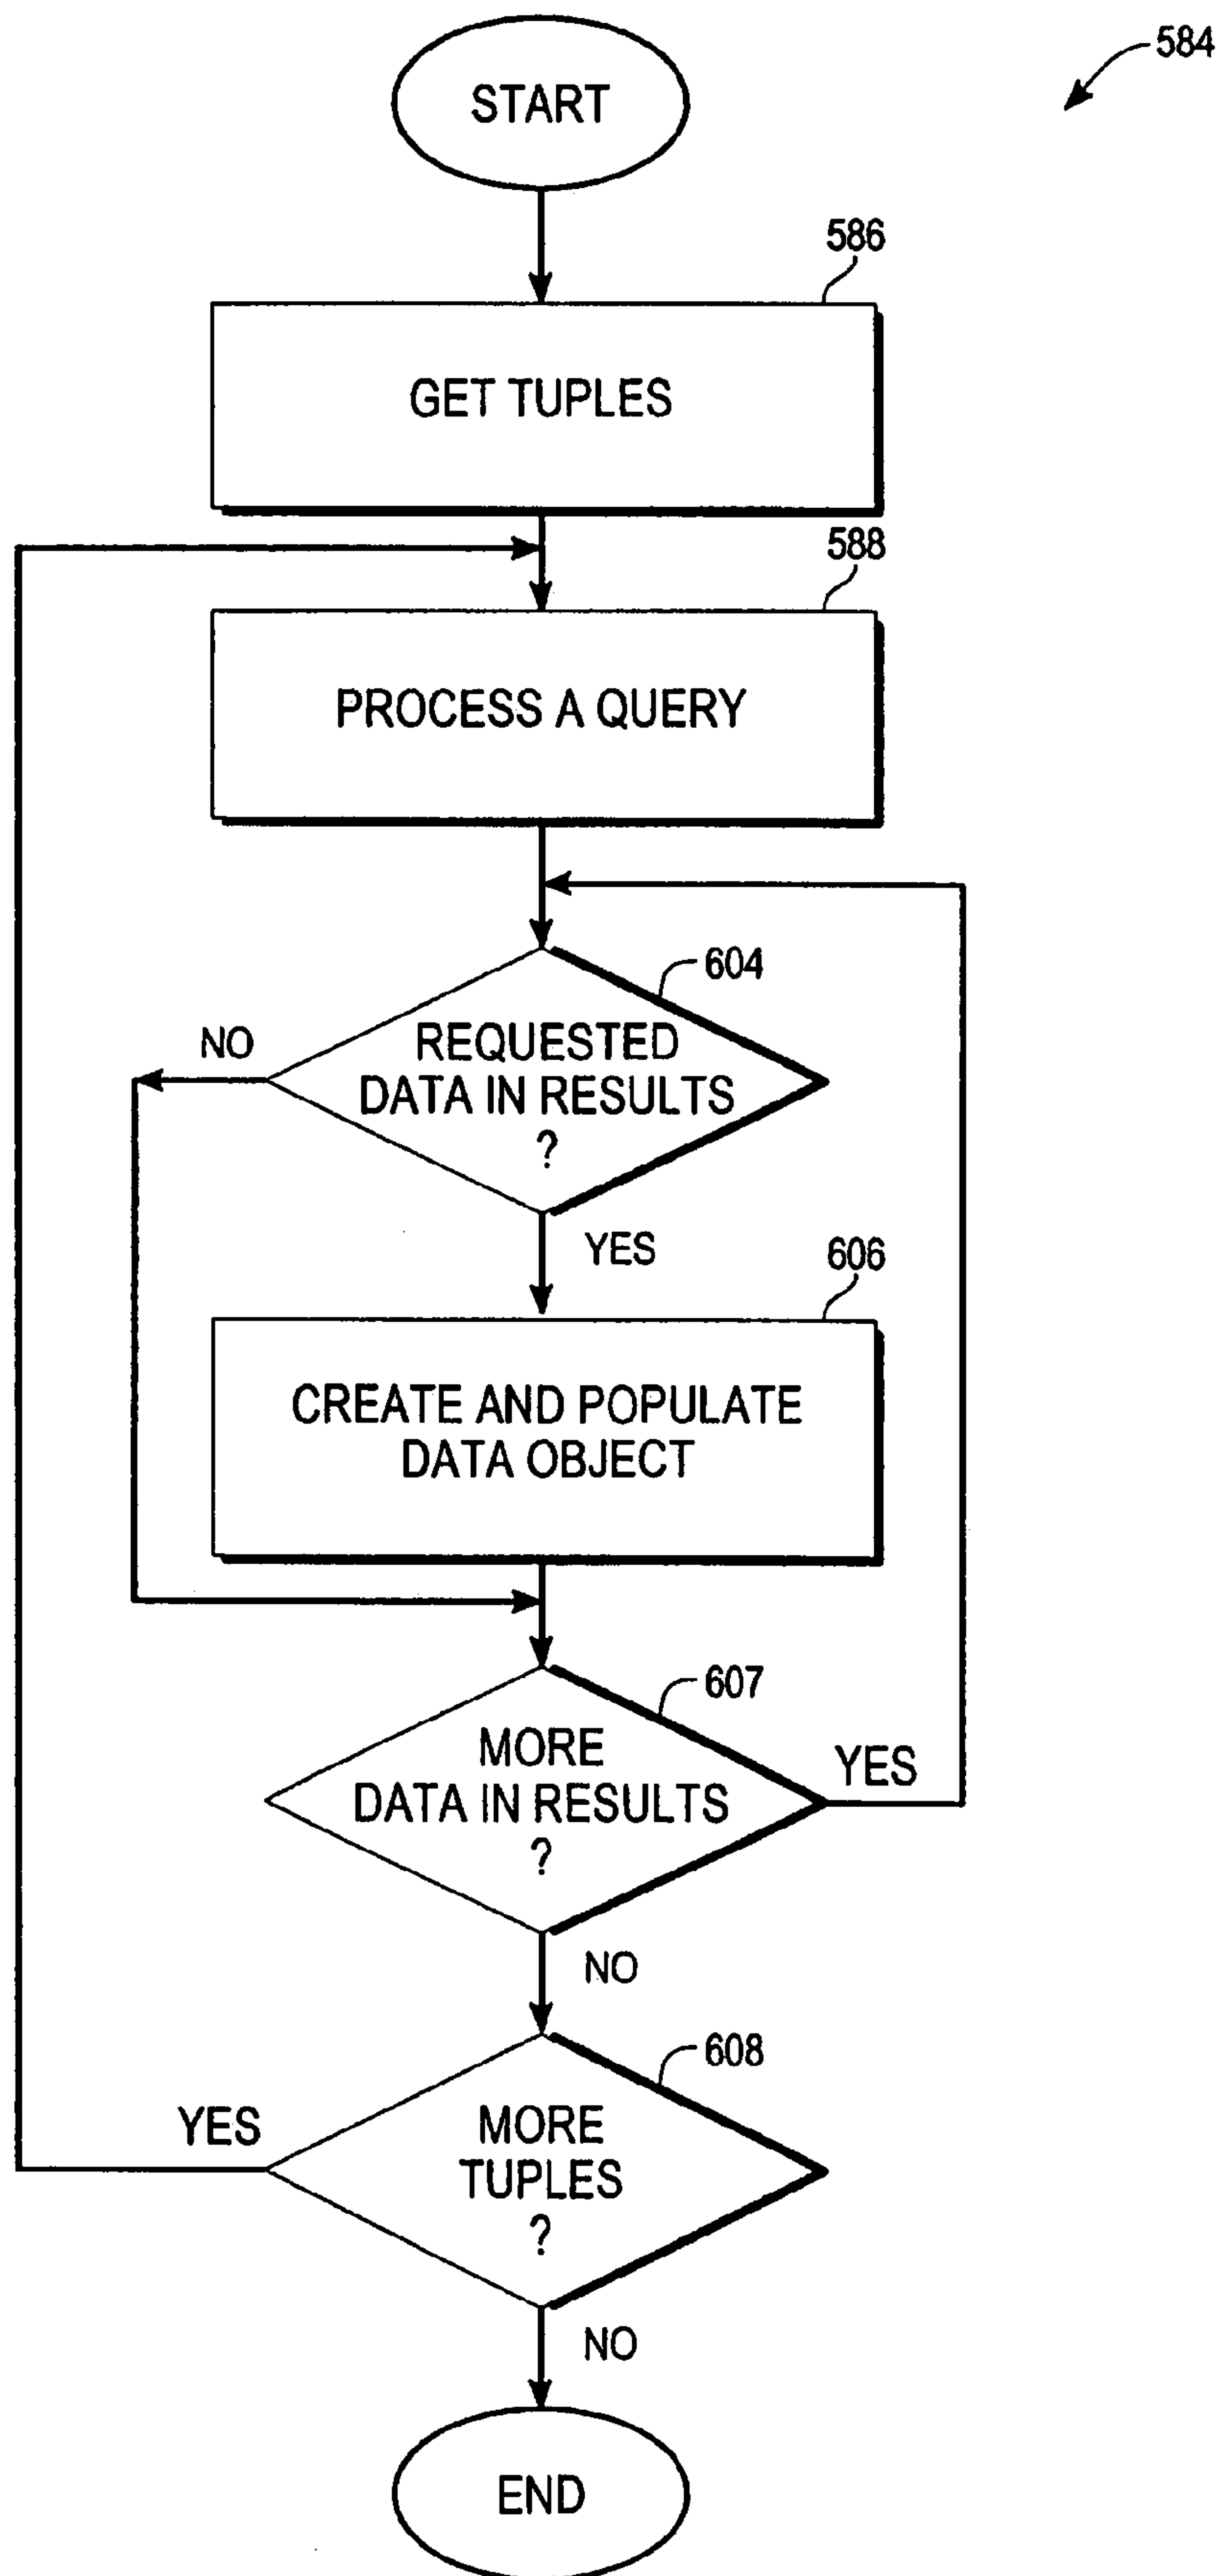 584
START
586
GET TUPLES
588
PROCESS A QUERY
604
NO
REQUESTED
DATA IN RESULTS
?
YES
606
CREATE AND POPULATE
DATA OBJECT
607
MORE
DATA IN RESULTS
?
YES
NO
608
YES
MORE
TUPLES
?
NO
END